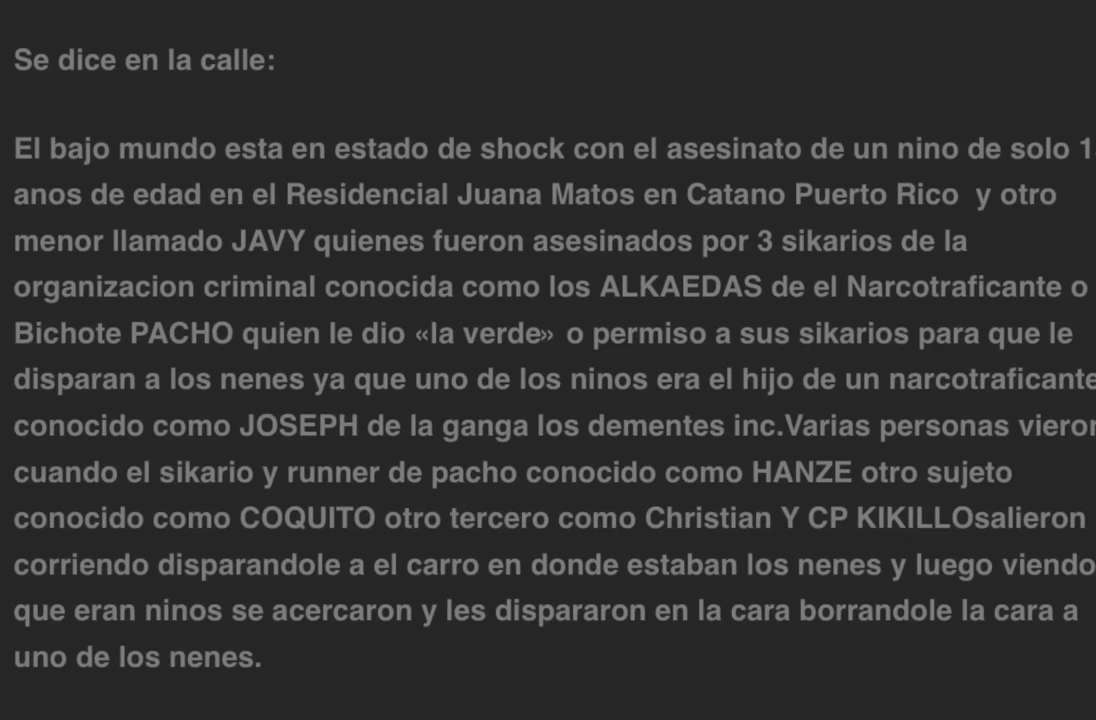 Se dice en la calle:
El bajo mundo esta en estado de shock con el asesinato de un nino de solo 1
anos de edad en el Residencial Juana Matos en Catano Puerto Rico y otro
menor llamado JAVY quienes fueron asesinados por 3 sikarios de la
organizacion criminal conocida como los ALKAEDAS de el Narcotraficante o
Bichote PACHO quien le dio «la verde» o permiso a sus sikarios para que le
disparan a los nenes ya que uno de los ninos era el hijo de un narcotraficante
conocido como JOSEPH de la ganga los dementes inc.Varias personas vieron
cuando el sikario y runner de pacho conocido como HANZE otro sujeto
conocido como COQUITO otro tercero como Christian Y CP KIKILLOsalieron
corriendo disparandole a el carro en donde estaban los nenes y luego viendo
que eran ninos se acercaron y les dispararon en la cara borrandole la cara a
uno de los nenes.